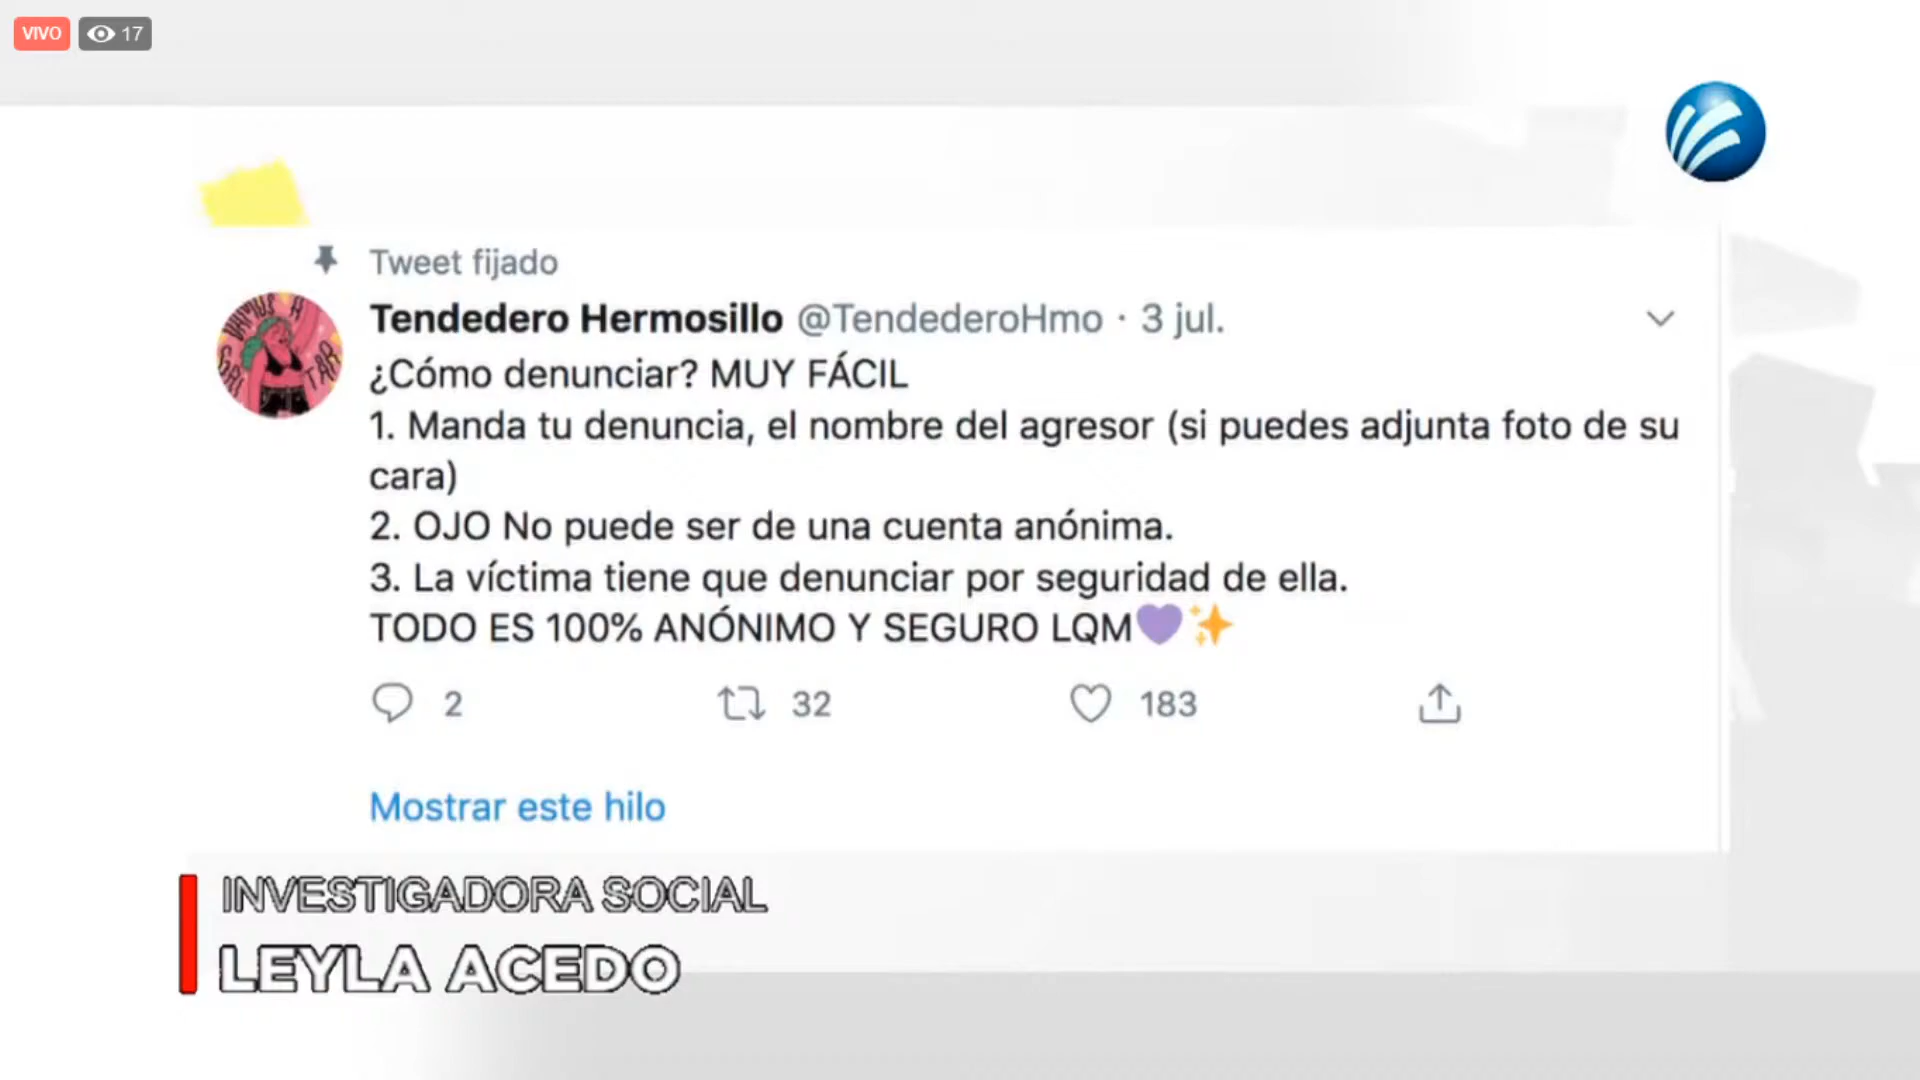 VIVO 17
Tweet fijado
Tendedero Hermosillo @TendederoHmo · 3 jul.
¿Cómo denunciar? MUY FÁCIL
1. Manda tu denuncia, el nombre del agresor (si puedes adjunta foto de su
cara)
2. OJO No puede ser de una cuenta anónima.
3. La víctima tiene que denunciar por seguridad de ella.
TODO ES 100% ANÓNIMO Y SEGURO LQM💜✨
2 32 183
Mostrar este hilo
INVESTIGADORA SOCIAL
LEYLA ACEDO
VAMOS A
GRITAR